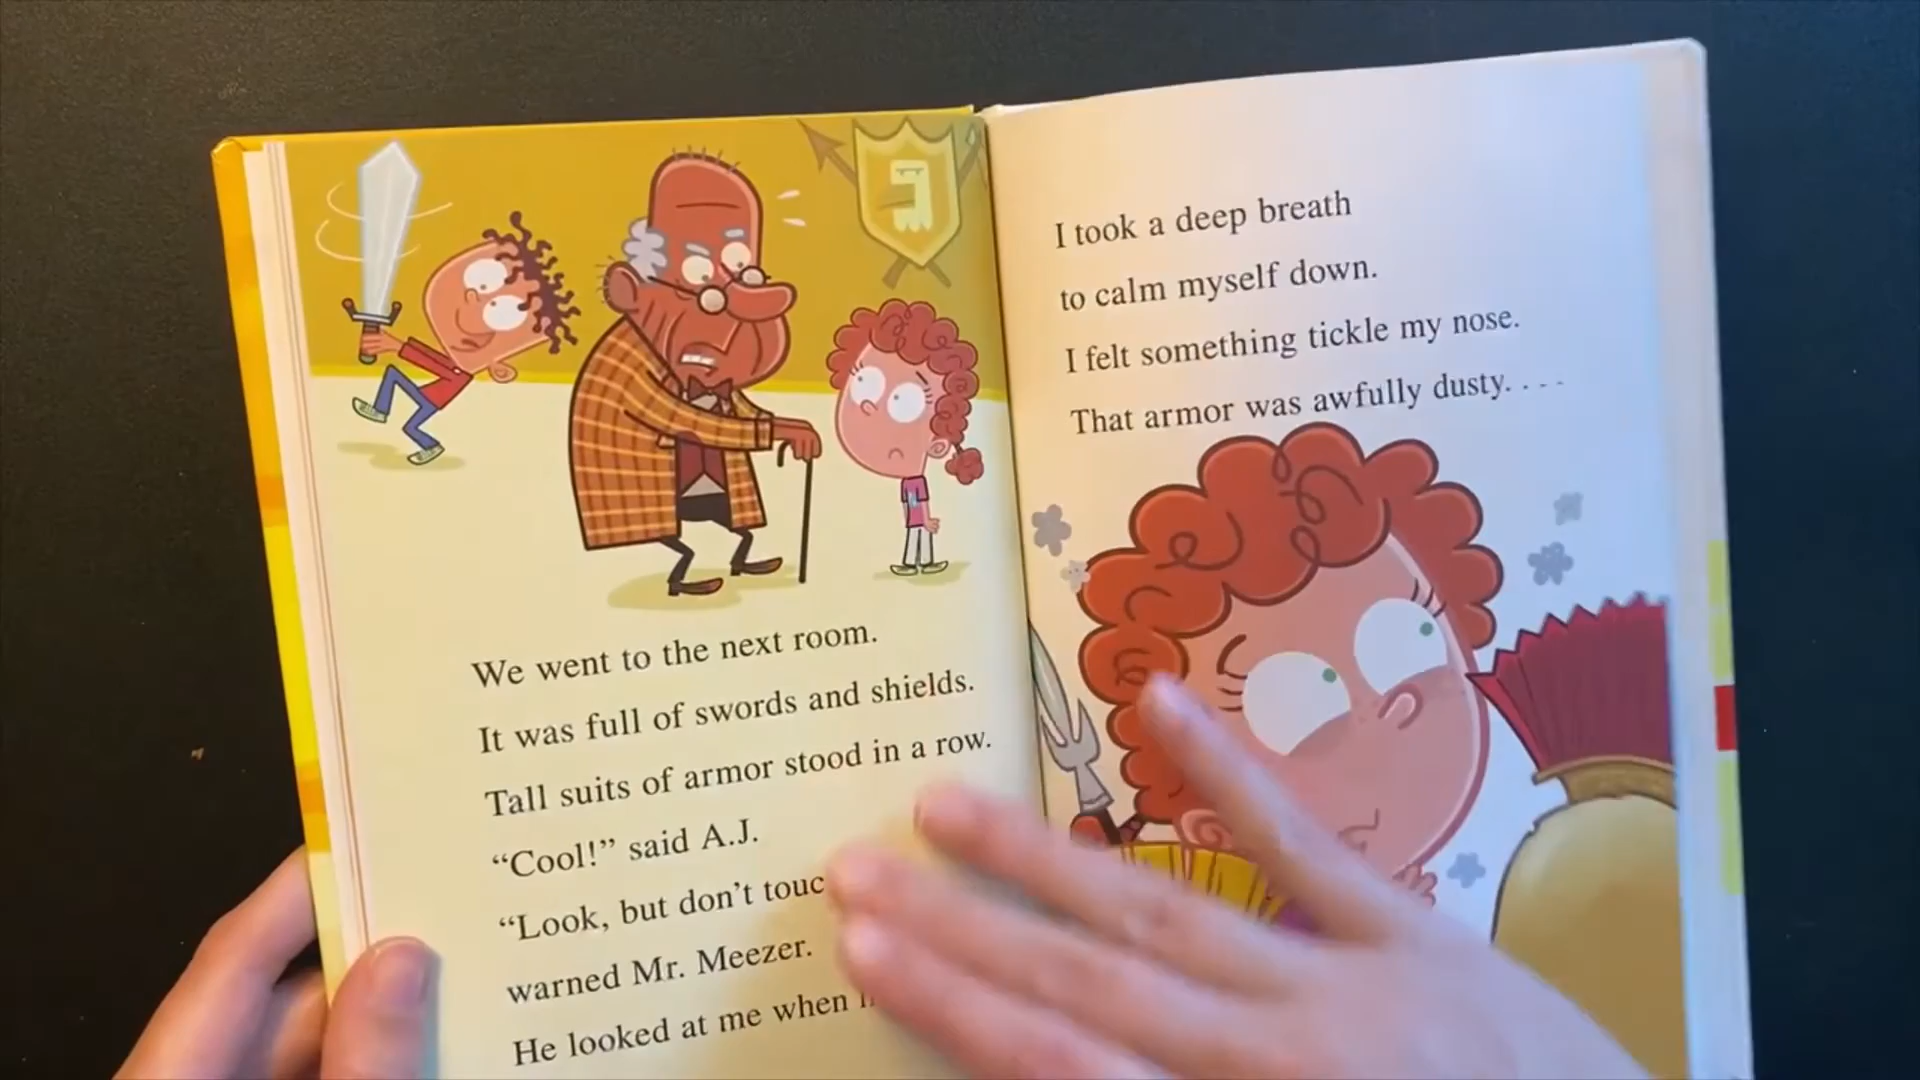 We went to the next room.
It was full of swords and shields.
Tall suits of armor stood in a row.
“Cool!” said A.J.
“Look, but don’t
warned Mr. Meezer.
He looked at me when
I took a deep breath
to calm myself down.
I felt something tickle my nose.
That armor was awfully dusty. . . .